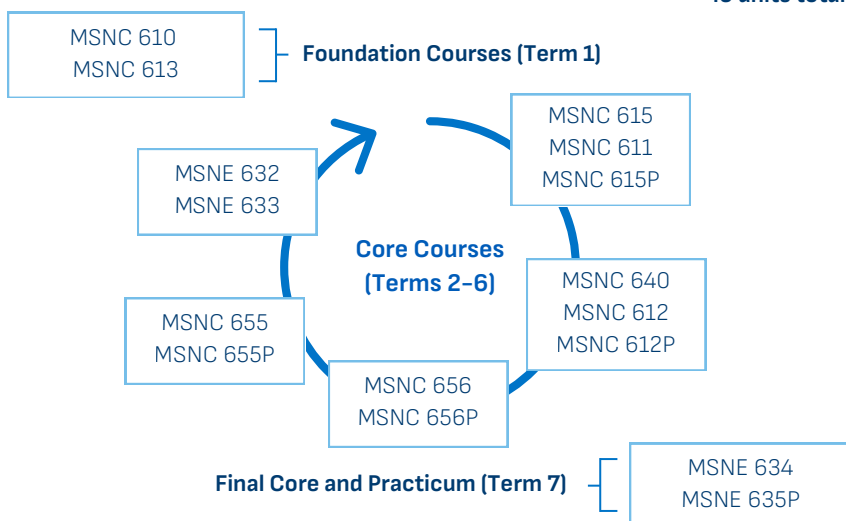 units total
MSNC 610
MSNC 613
Foundation Courses (Term 1)
MSNC 615
MSNC 611
MSNC 615P
MSNE 632
MSNE 633
Core Courses
(Terms 2-6)
MSNC 640
MSNC 612
MSNC 612P
MSNC 655
MSNC 655P
MSNC 656
MSNC 656P
Final Core and Practicum (Term 7)
MSNE 634
MSNE 635P